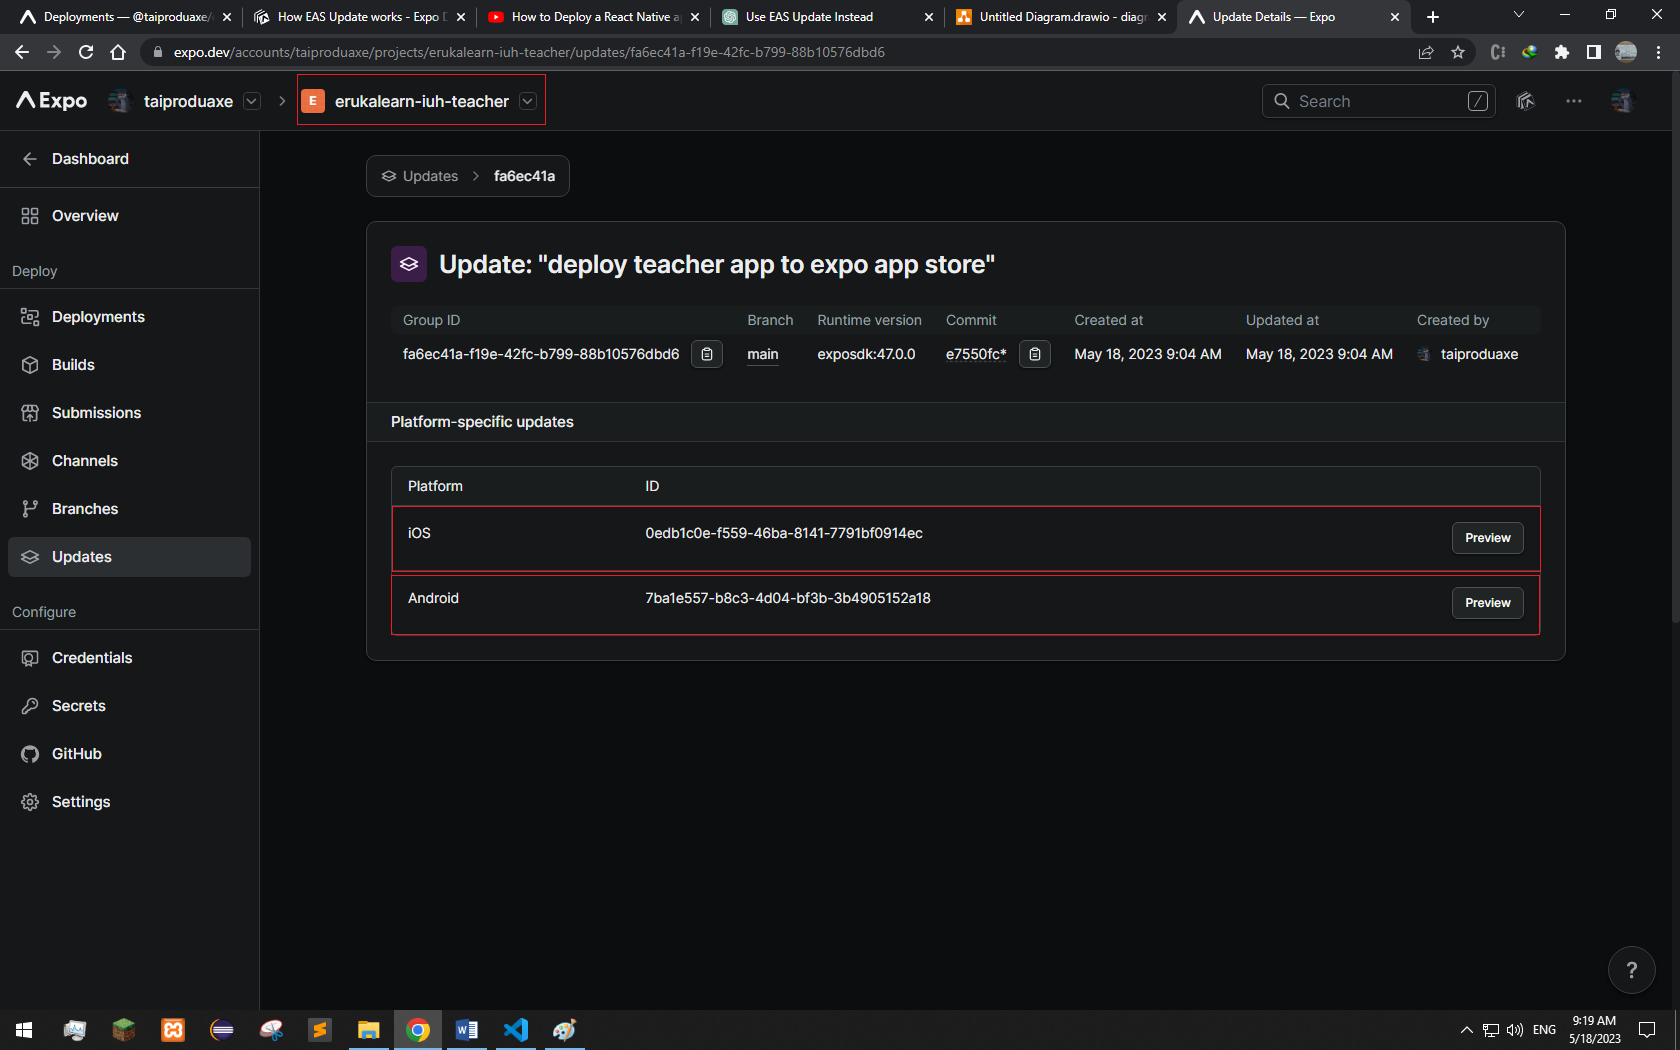 Deployments — @taiproduaxe/
How EAS Update works - Expo D
How to Deploy a React Native a
Use EAS Update Instead
Untitled Diagram.drawio - diagr
Update Details — Expo
expo.dev/accounts/taiproduaxe/projects/erukalearn-iuh-teacher/updates/fa6ec41a-f19e-42fc-b799-88b10576dbd6
Expo
taiproduaxe
E
erukalearn-iuh-teacher
Search
/
Dashboard
Overview
Deploy
Deployments
Builds
Submissions
Channels
Branches
Updates
Configure
Credentials
Secrets
GitHub
Settings
Updates > fa6ec41a
Update: "deploy teacher app to expo app store"
Group ID Branch Runtime version Commit Created at Updated at Created by
fa6ec41a-f19e-42fc-b799-88b10576dbd6 main exposdk:47.0.0 e7550fc* May 18, 2023 9:04 AM May 18, 2023 9:04 AM taiproduaxe
Platform-specific updates
Platform ID
iOS 0edb1c0e-f559-46ba-8141-7791bf0914ec Preview
Android 7ba1e557-b8c3-4d04-bf3b-3b4905152a18 Preview
?
ENG
9:19 AM
5/18/2023